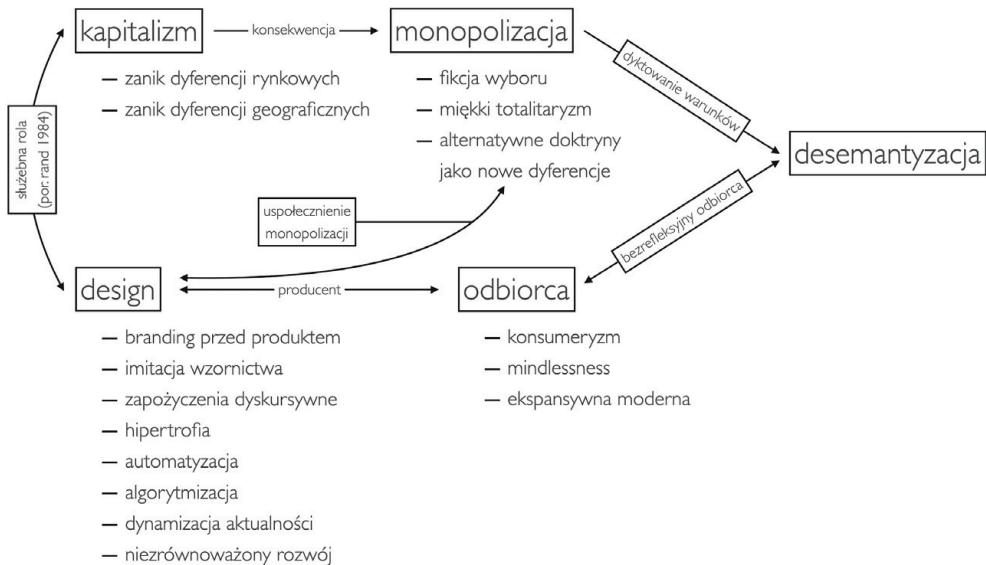 kapitalizm
konsekwencja
monopolizacja
— zanik dyferencji rynkowych
— zanik dyferencji geograficznych
— fikcja wyboru
— miękki totalitaryzm
— alternatywne doktryny
jako nowe dyferencje
dyktowanie warunków
desemantyzacja
służebna rola
(por. rand 1984)
uspołecznienie
monopolizacji
bezrefleksyjny odbiorca
design
producent
odbiorca
— branding przed produktem
— imitacja wzornictwa
— zapożyczenia dyskursywne
— hipertrofia
— automatyzacja
— algorytmizacja
— dynamizacja aktualności
— niezrównoważony rozwój
— konsumeryzm
— mindlessness
— ekspansywna moderna